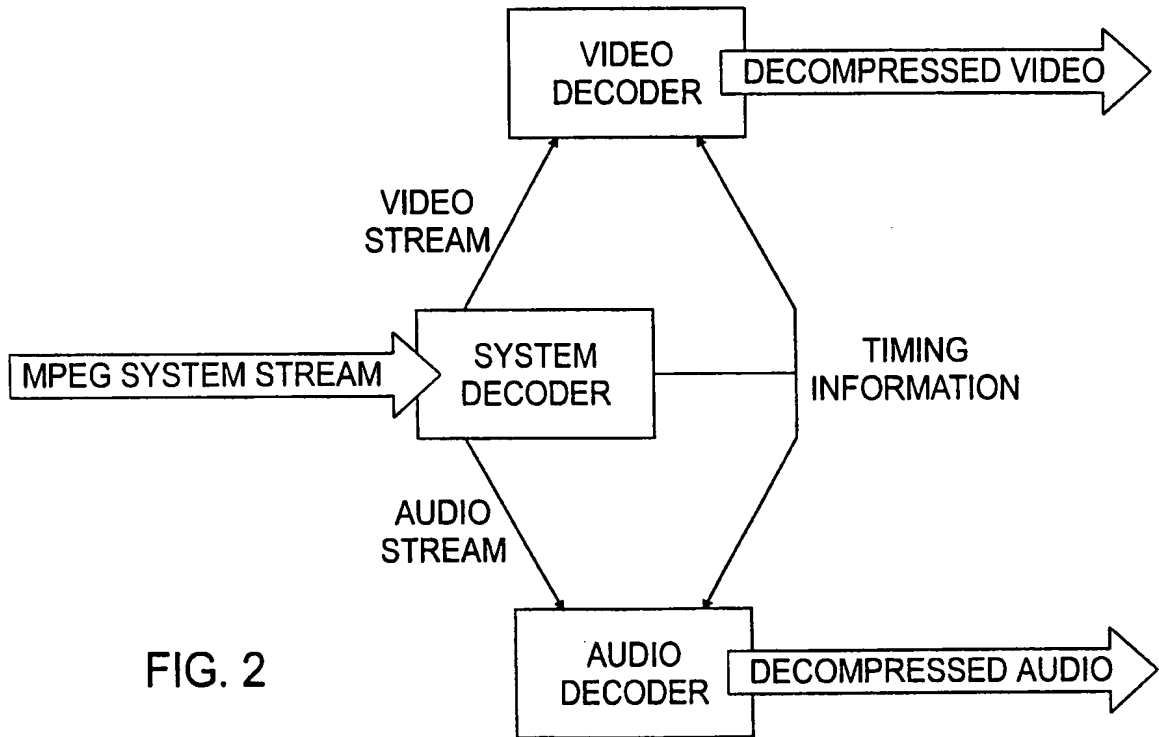 VIDEO
DECODER
DECOMPRESSED VIDEO
VIDEO
STREAM
MPEG SYSTEM STREAM
SYSTEM
DECODER
TIMING
INFORMATION
AUDIO
STREAM
AUDIO
DECODER
DECOMPRESSED AUDIO
FIG. 2